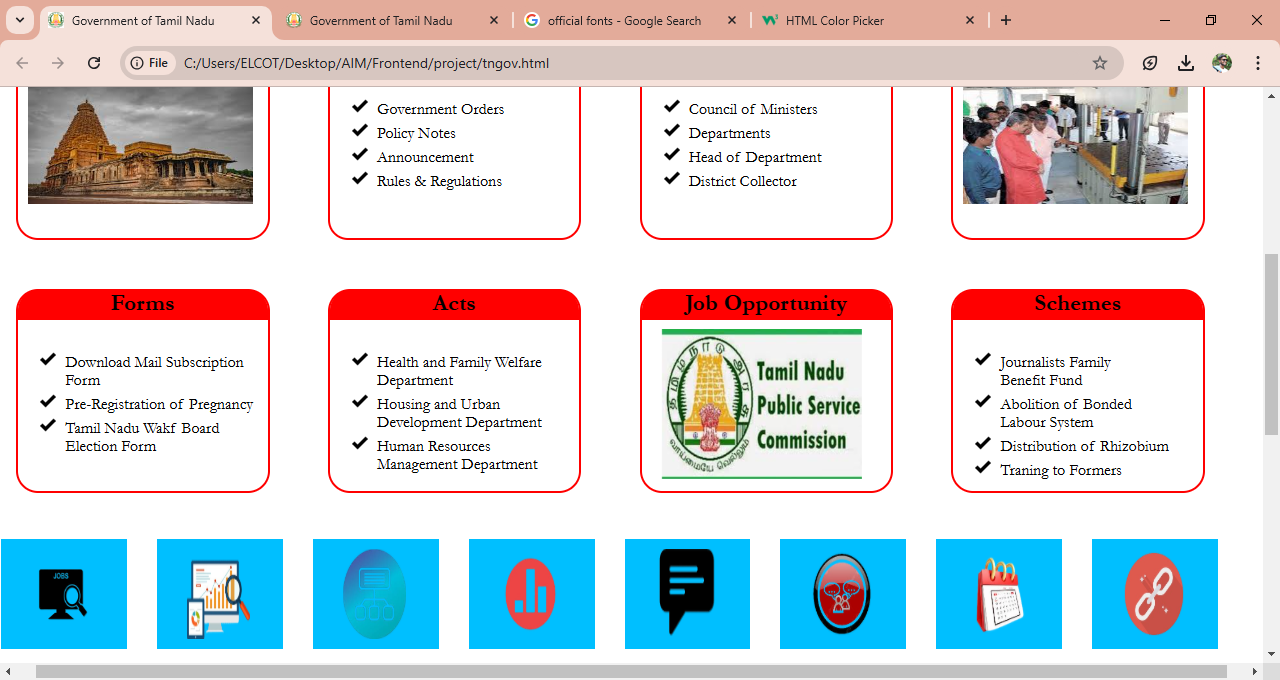 Government of Tamil Nadu
Government of Tamil Nadu
official fonts - Google Search
HTML Color Picker
File
C:/Users/ELCOT/Desktop/AIM/Frontend/project/tngov.html
Government Orders
Policy Notes
Announcement
Rules & Regulations
Council of Ministers
Departments
Head of Department
District Collector
Forms
Download Mail Subscription
Form
Pre-Registration of Pregnancy
Tamil Nadu Wakf Board
Election Form
Acts
Health and Family Welfare
Department
Housing and Urban
Development Department
Human Resources
Management Department
Job Opportunity
தமிழ்நாடு அரசு
வாய்மையே வெல்லும்
Tamil Nadu
Public Service
Commission
Schemes
Journalists Family
Benefit Fund
Abolition of Bonded
Labour System
Distribution of Rhizobium
Traning to Formers
JOBS